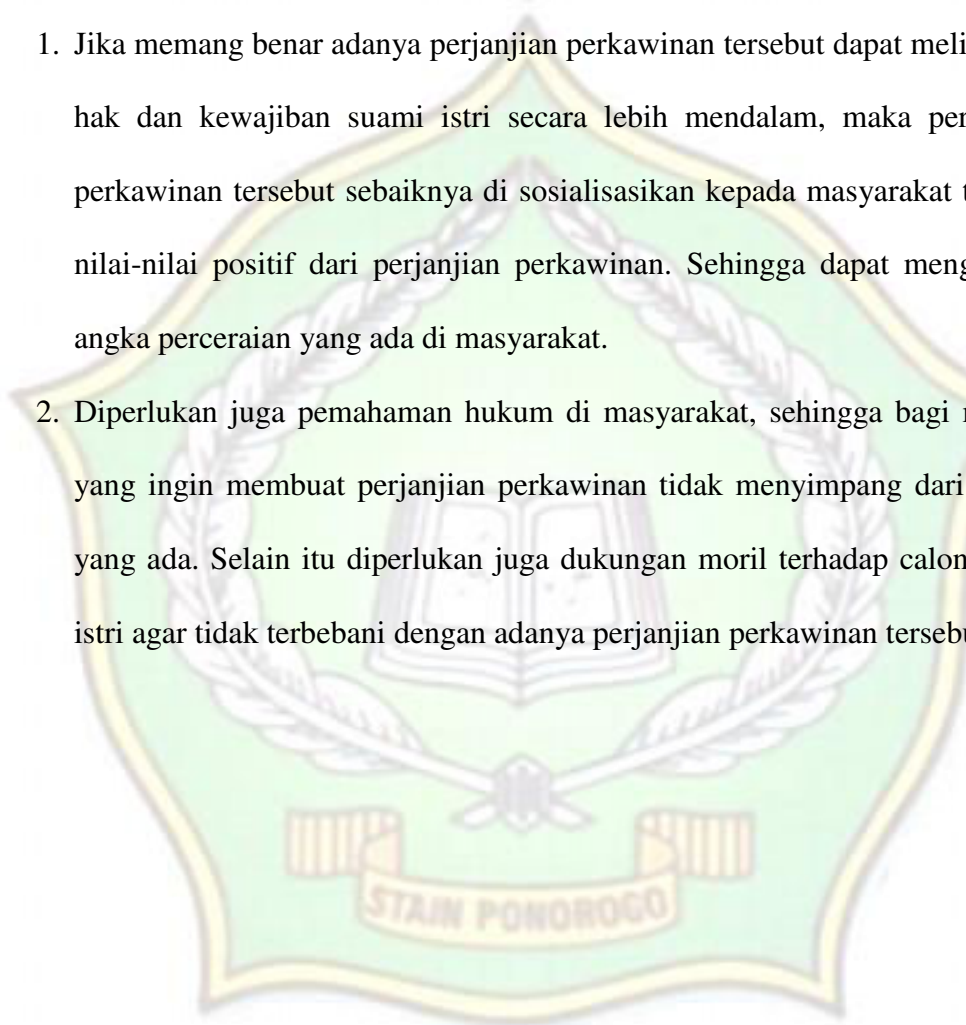 1. Jika memang benar adanya perjanjian perkawinan tersebut dapat meli
hak dan kewajiban suami istri secara lebih mendalam, maka per
perkawinan tersebut sebaiknya di sosialisasikan kepada masyarakat t
nilai-nilai positif dari perjanjian perkawinan. Sehingga dapat meng
angka perceraian yang ada di masyarakat.
2. Diperlukan juga pemahaman hukum di masyarakat, sehingga bagi
yang ingin membuat perjanjian perkawinan tidak menyimpang dari
yang ada. Selain itu diperlukan juga dukungan moril terhadap calon
istri agar tidak terbebani dengan adanya perjanjian perkawinan tersebu
STAIN PONOROGO